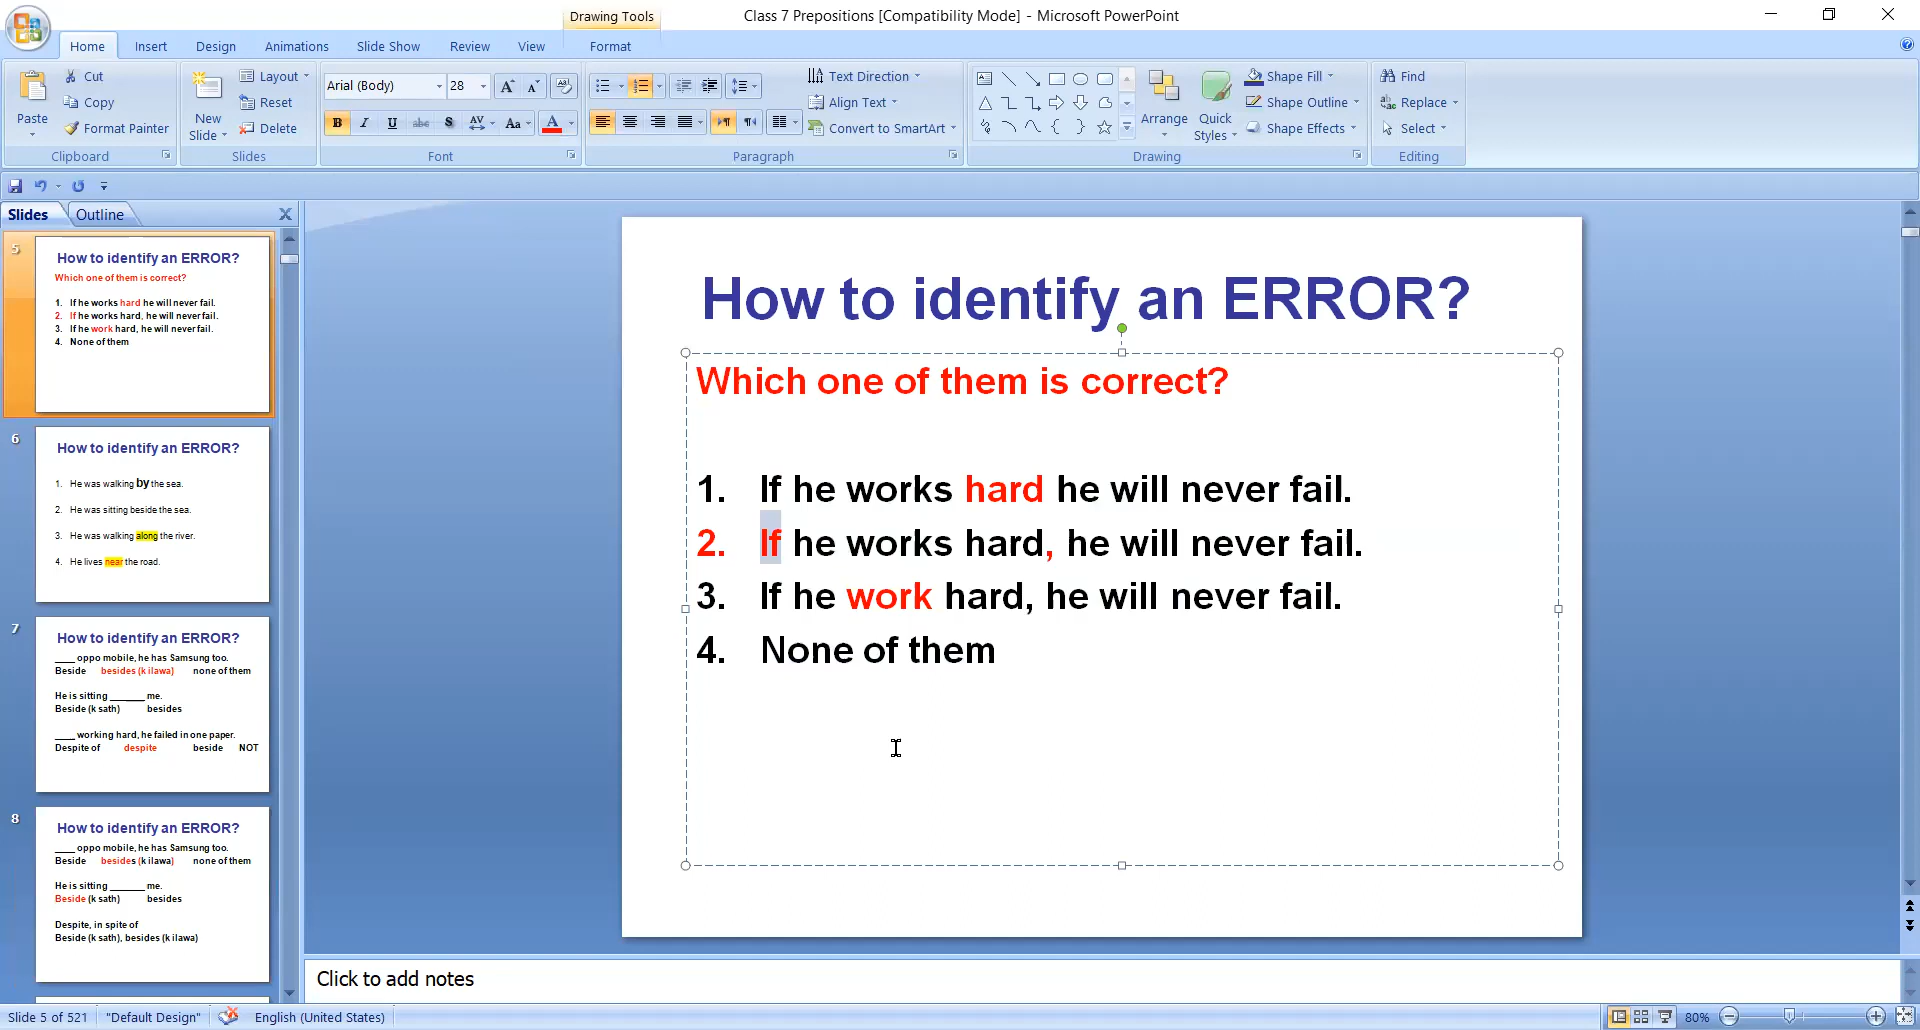 Drawing Tools
Class 7 Prepositions [Compatibility Mode] - Microsoft PowerPoint
Home Insert Design Animations Slide Show Review View Format
Paste
Cut
Copy
Format Painter
Clipboard
New Slide
Layout
Reset
Delete
Slides
Arial (Body) 28
B I U abc S AV Aa A
Font
Text Direction
Align Text
Convert to SmartArt
Paragraph
Arrange
Quick Styles
Shape Fill
Shape Outline
Shape Effects
Drawing
Find
Replace
Select
Editing
Slides Outline
5
How to identify an ERROR?
Which one of them is correct?
1. If he works hard he will never fail.
2. If he works hard, he will never fail.
3. If he work hard, he will never fail.
4. None of them
6
How to identify an ERROR?
1. He was walking by the sea.
2. He was sitting beside the sea.
3. He was walking along the river.
4. He lives near the road.
7
How to identify an ERROR?
____ oppo mobile, he has Samsung too.
Beside besides (k ilawa) none of them
He is sitting _______ me.
Beside (k sath) besides
____ working hard, he failed in one paper.
Despite of despite beside NOT
8
How to identify an ERROR?
____ oppo mobile, he has Samsung too.
Beside besides (k ilawa) none of them
He is sitting _______ me.
Beside (k sath) besides
Despite, in spite of
Beside (k sath), besides (k ilawa)
How to identify an ERROR?
Which one of them is correct?
1. If he works hard he will never fail.
2. If he works hard, he will never fail.
3. If he work hard, he will never fail.
4. None of them
Click to add notes
Slide 5 of 521 "Default Design" English (United States) 80%